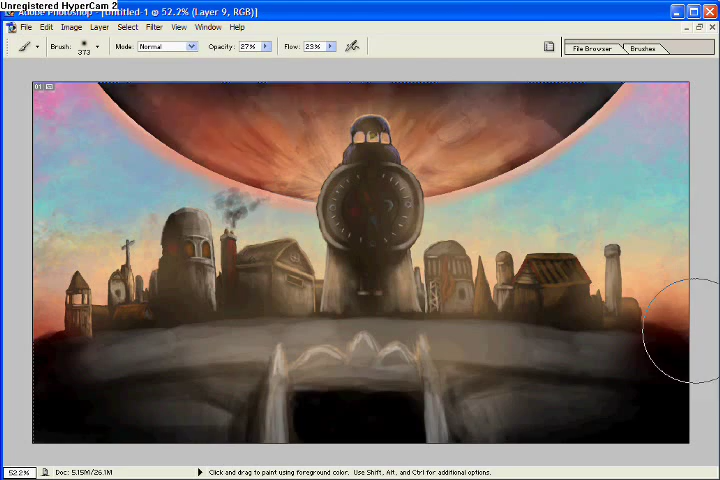 Unregistered HyperCam 2
Adobe Photoshop - [Untitled-1 @ 52.2% (Layer 9, RGB)]
File Edit Image Layer Select Filter View Window Help
Brush: 373 Mode: Normal Opacity: 27% Flow: 23% File Browser Brushes
01
52.2% Doc: 5.15M/26.1M Click and drag to paint using foreground color. Use Shift, Alt, and Ctrl for additional options.